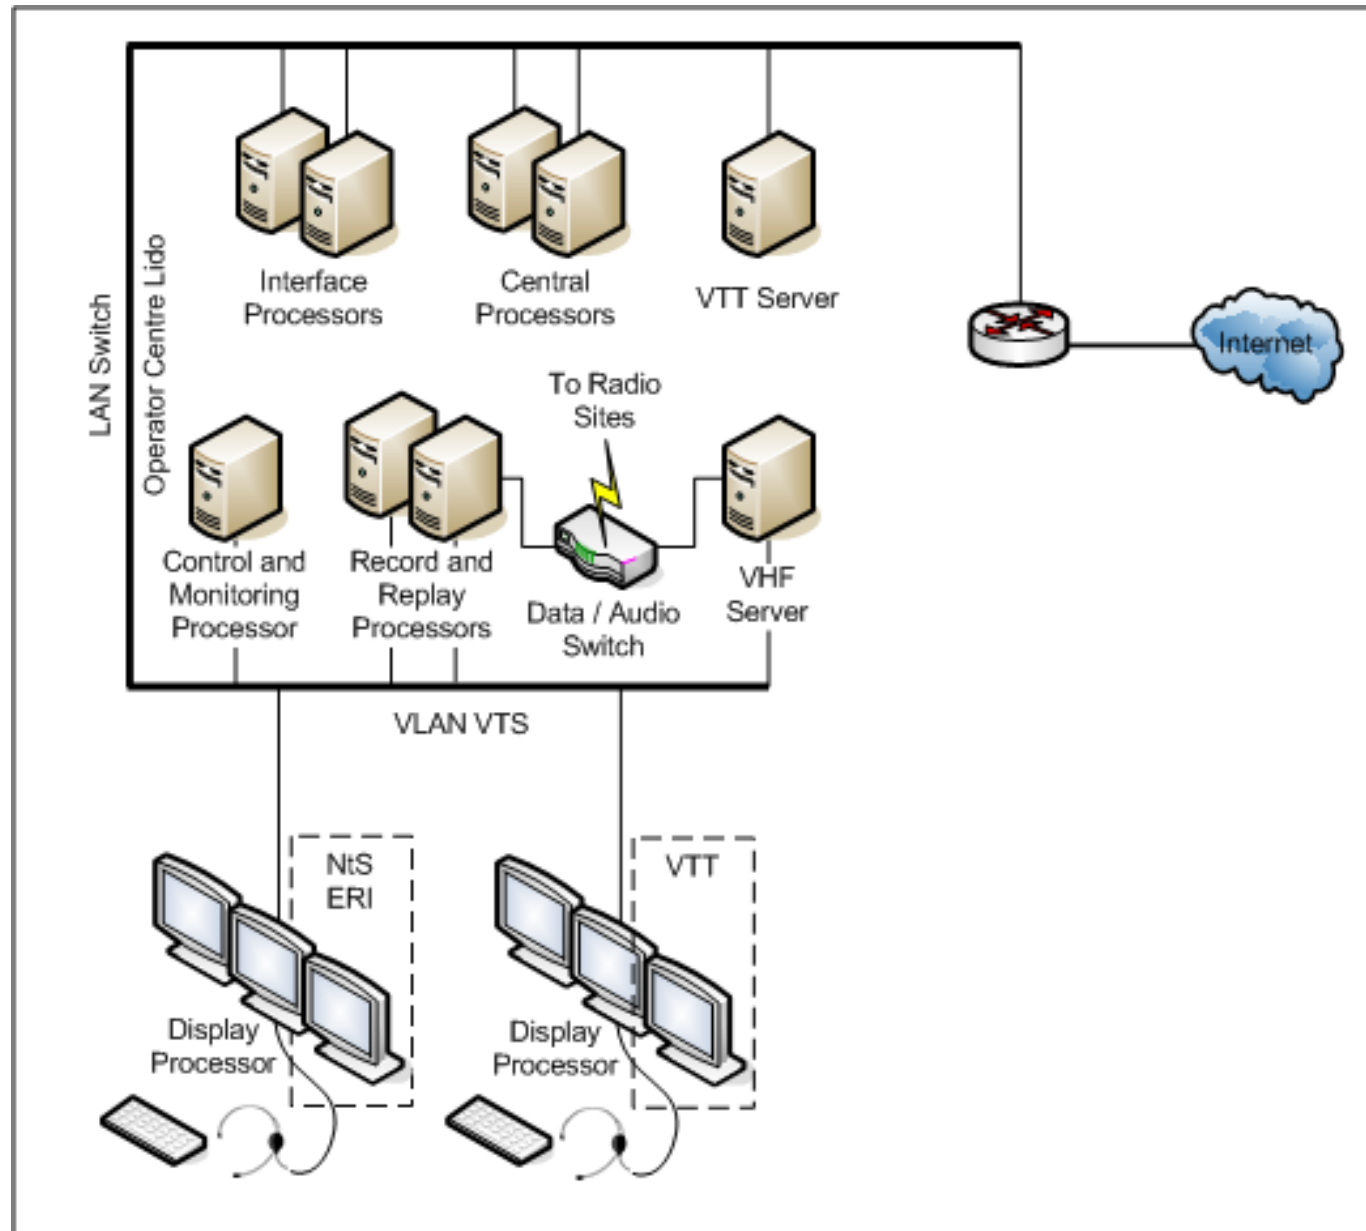 LAN Switch
Operator Centre Lido
Interface
Processors
Central
Processors
VTT Server
Internet
To Radio
Sites
Control and
Monitoring
Processor
Record and
Replay
Processors
Data / Audio
Switch
VHF
Server
VLAN VTS
NtS
ERI
Display
Processor
VTT
Display
Processor